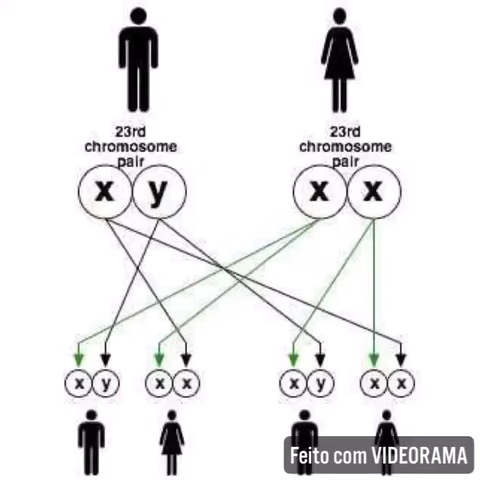 23rd
chromosome
pair
23rd
chromosome
pair
x y
x x
x y
x x
x y
x x
Feito com VIDEORAMA